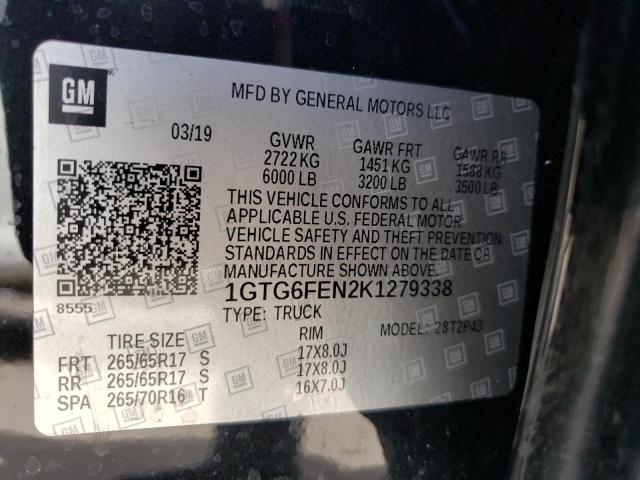 GM
MFD BY GENERAL MOTORS LLC
03/19
GVWR GAWR FRT GAWR RR
2722 KG 1451 KG 1588 KG
6000 LB 3200 LB 3500 LB
THIS VEHICLE CONFORMS TO ALL
APPLICABLE U.S. FEDERAL MOTOR
VEHICLE SAFETY AND THEFT PREVENTION
STANDARDS IN EFFECT ON THE DATE OF
MANUFACTURE SHOWN ABOVE.
1GTG6FEN2K1279338
8555
TYPE: TRUCK MODEL: 28T2P43
TIRE SIZE RIM
FRT 265/65R17 S 17X8.0J
RR 265/65R17 S 17X8.0J
SPA 265/70R16 T 16X7.0J